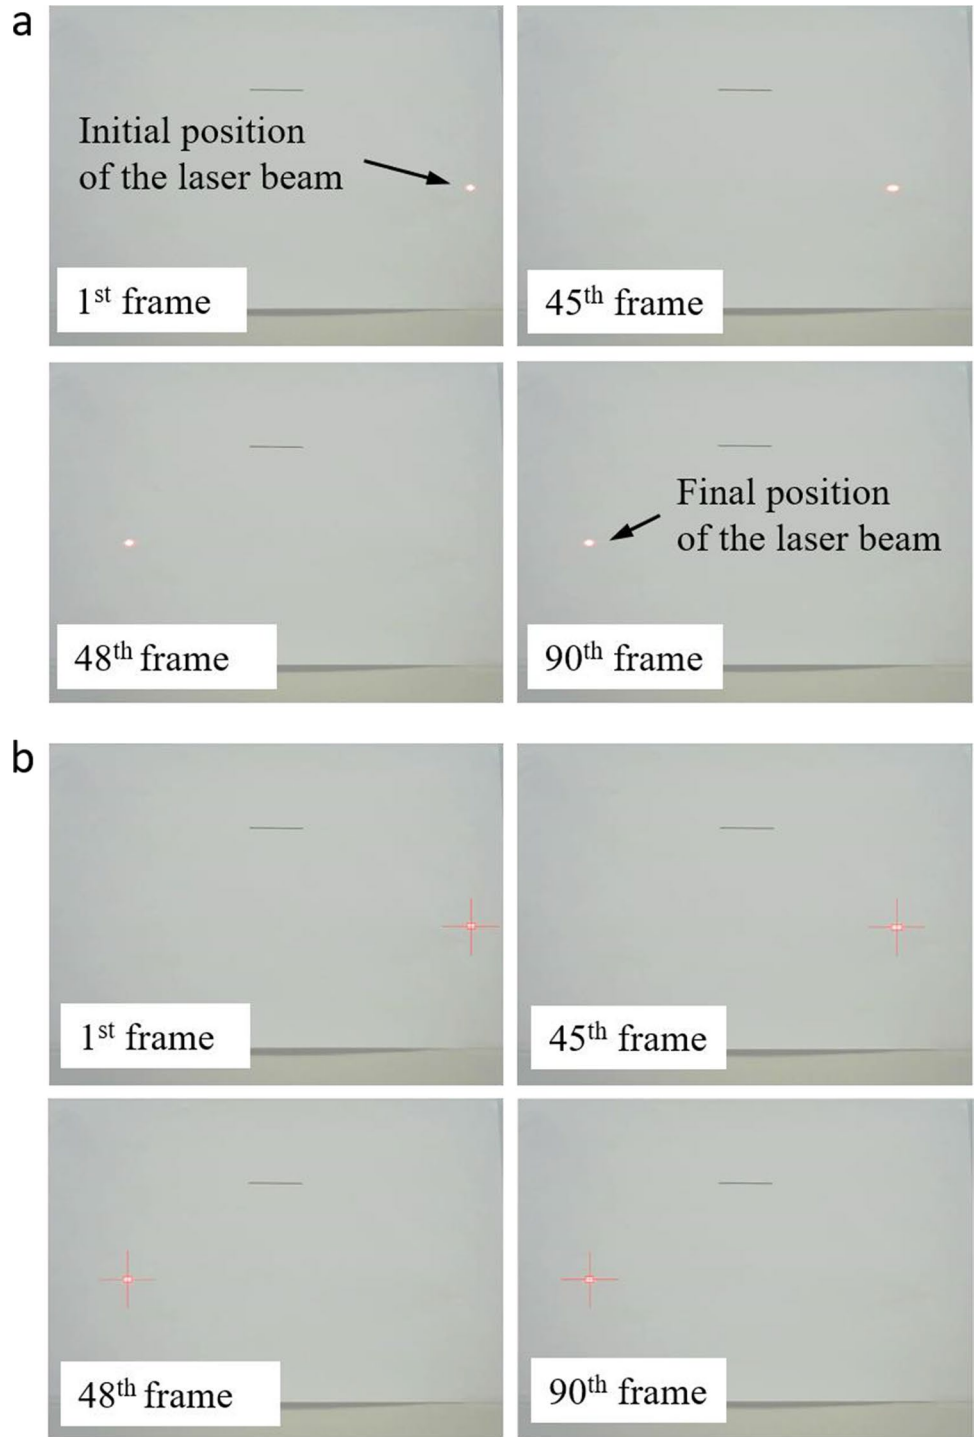 a
Initial position
of the laser beam
1st frame
45th frame
48th frame
Final position
of the laser beam
90th frame
b
1st frame
45th frame
48th frame
90th frame